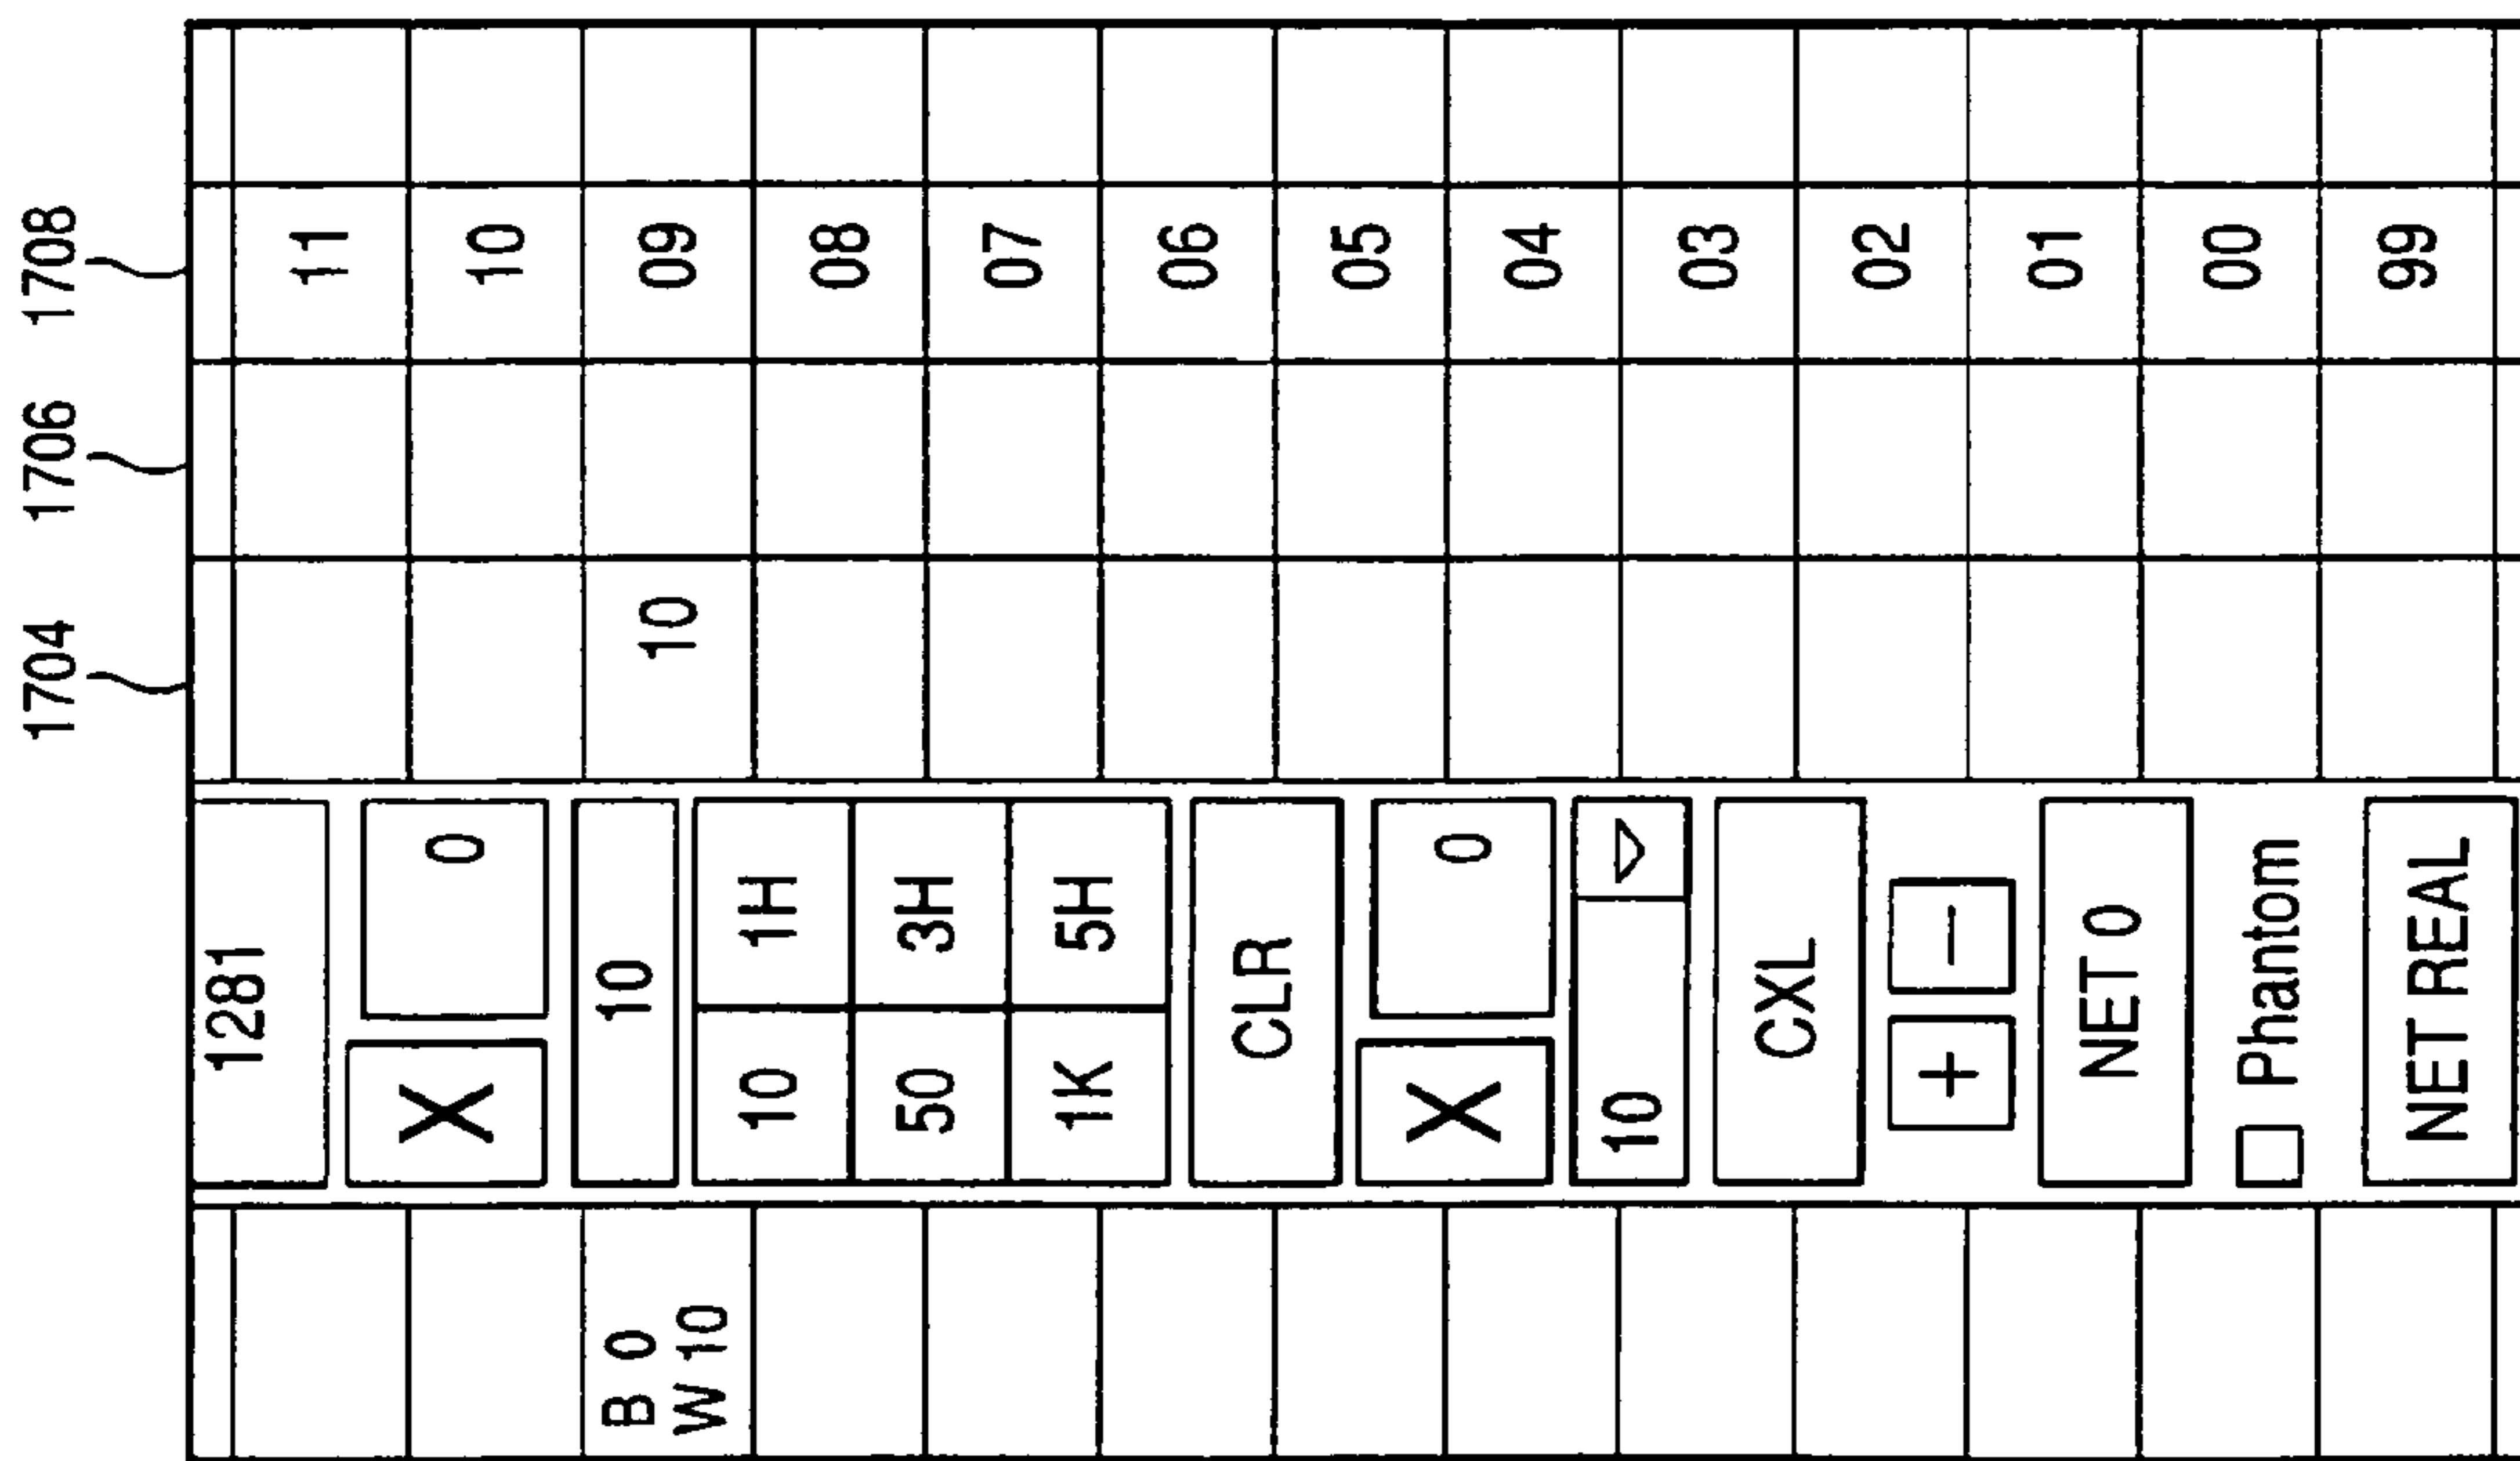 1704 1706 1708
B 0
W 10
1281
X 0
10
10 1H
50 3H
1K 5H
CLR
X 0
10
CXL
+ −
NET 0
Phantom
NET REAL
10
11
10
09
08
07
06
05
04
03
02
01
00
99